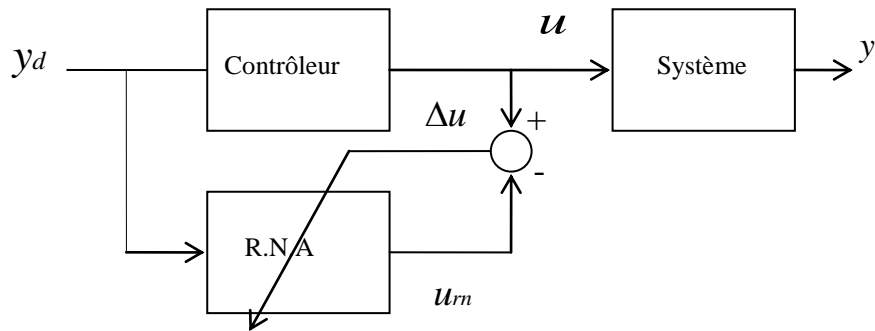 u
y_d
Contrôleur
Système
y
Δu
+
-
R.N.A
u_rn